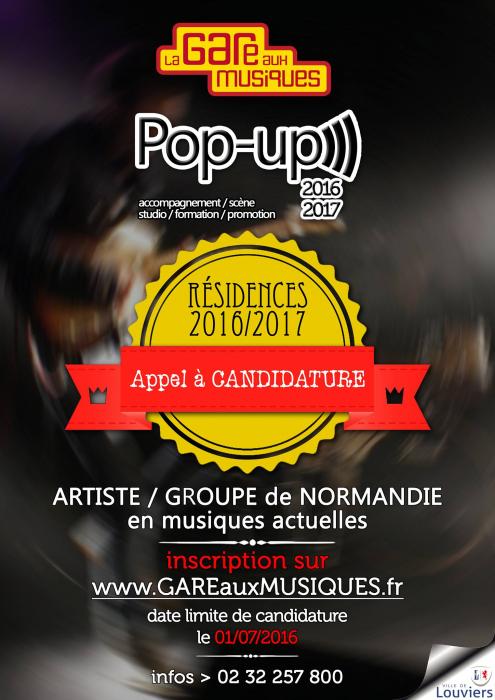 La GaRe aux
musiques
Pop-up
2016
2017
accompagnement / scène
studio / formation / promotion
RÉSIDENCES
2016/2017
Appel à CANDIDATURE
ARTISTE / GROUPE de NORMANDIE
en musiques actuelles
inscription sur
www.GAREauxMUSIQUES.fr
date limite de candidature
le 01/07/2016
infos > 02 32 257 800
VILLE DE
Louviers